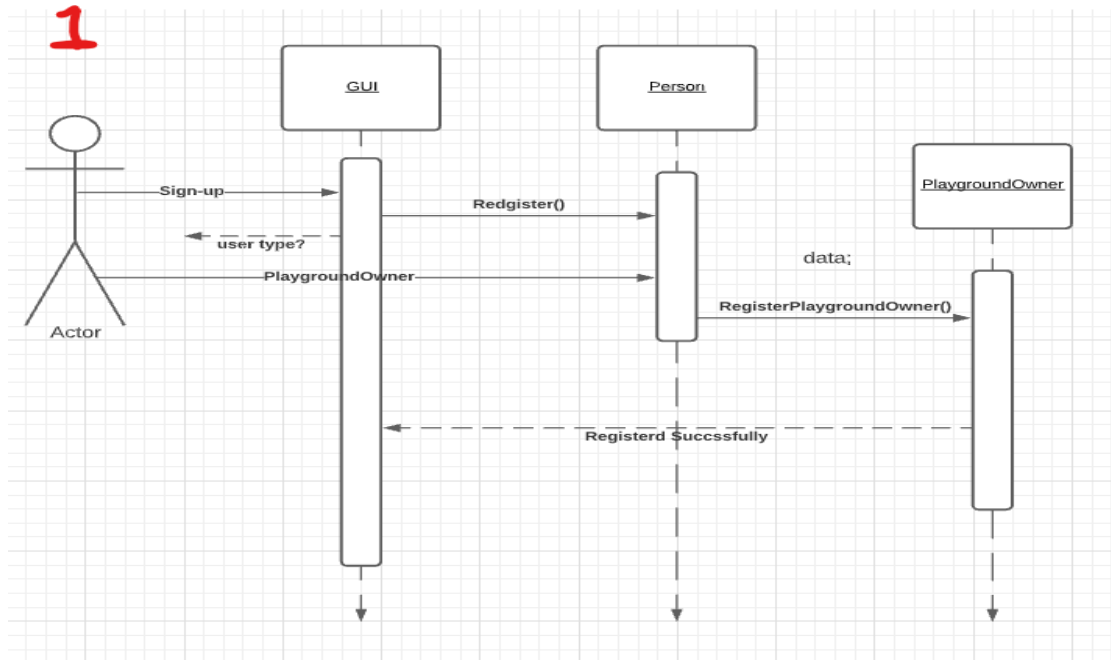 1
GUI
Person
PlaygroundOwner
Sign-up
Redgister()
user type?
data;
PlaygroundOwner
RegisterPlaygroundOwner()
Actor
Registerd Succssfully